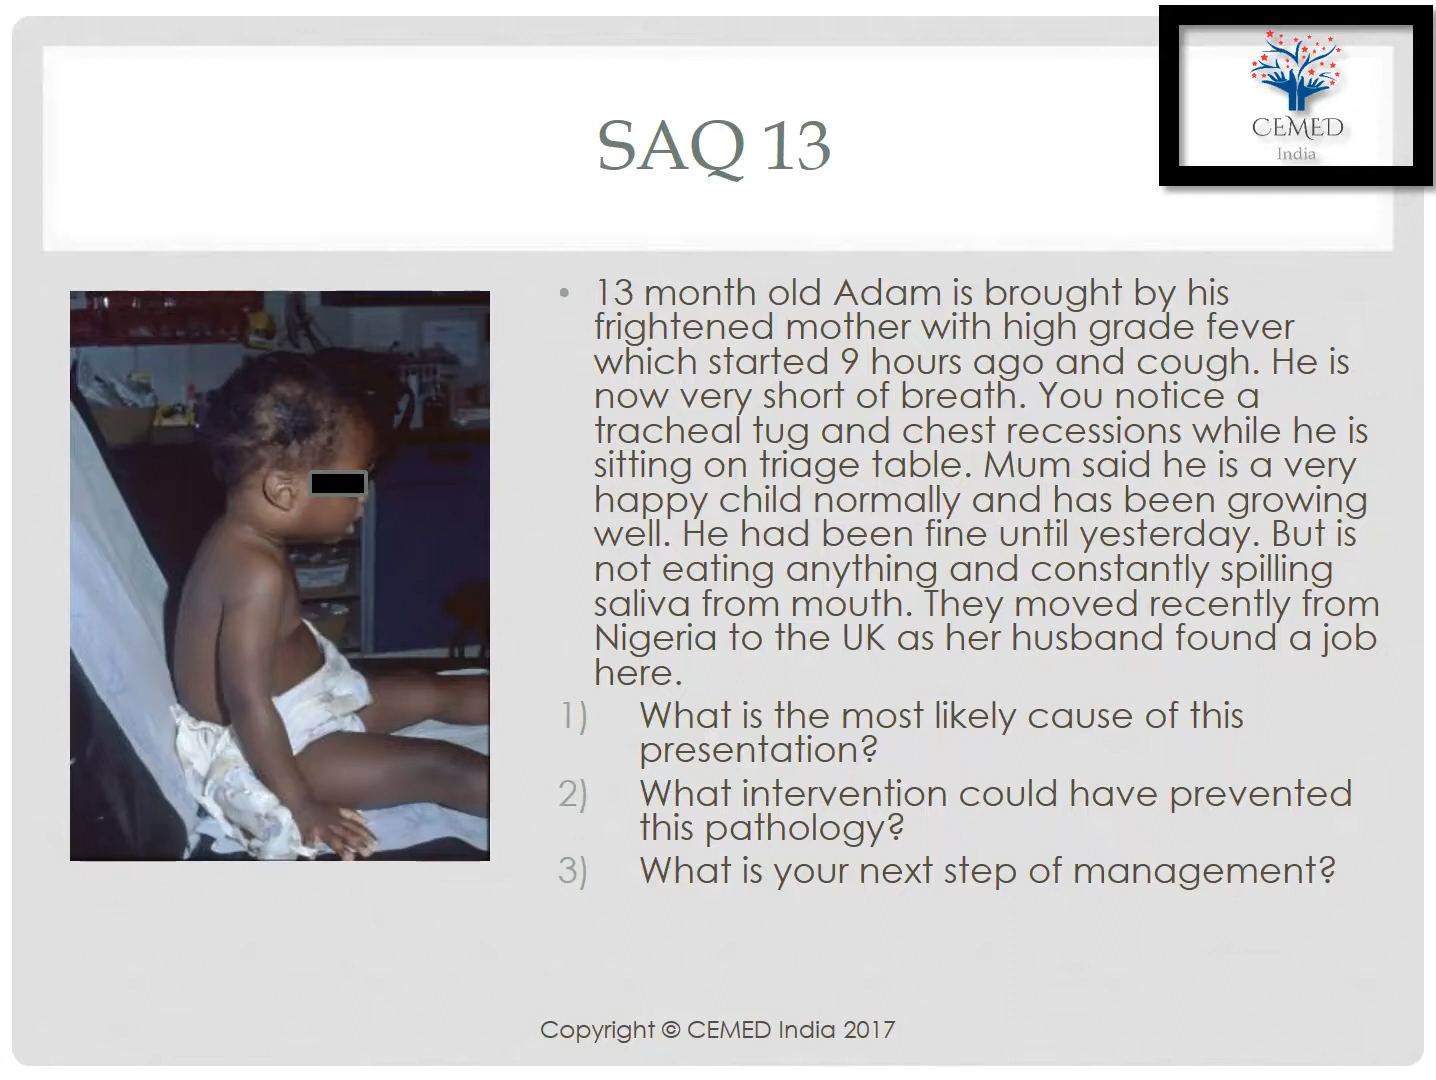 CEMED
India
SAQ 13
• 13 month old Adam is brought by his
frightened mother with high grade fever
which started 9 hours ago and cough. He is
now very short of breath. You notice a
tracheal tug and chest recessions while he is
sitting on triage table. Mum said he is a very
happy child normally and has been growing
well. He had been fine until yesterday. But is
not eating anything and constantly spilling
saliva from mouth. They moved recently from
Nigeria to the UK as her husband found a job
here.
1) What is the most likely cause of this
presentation?
2) What intervention could have prevented
this pathology?
3) What is your next step of management?
Copyright © CEMED India 2017